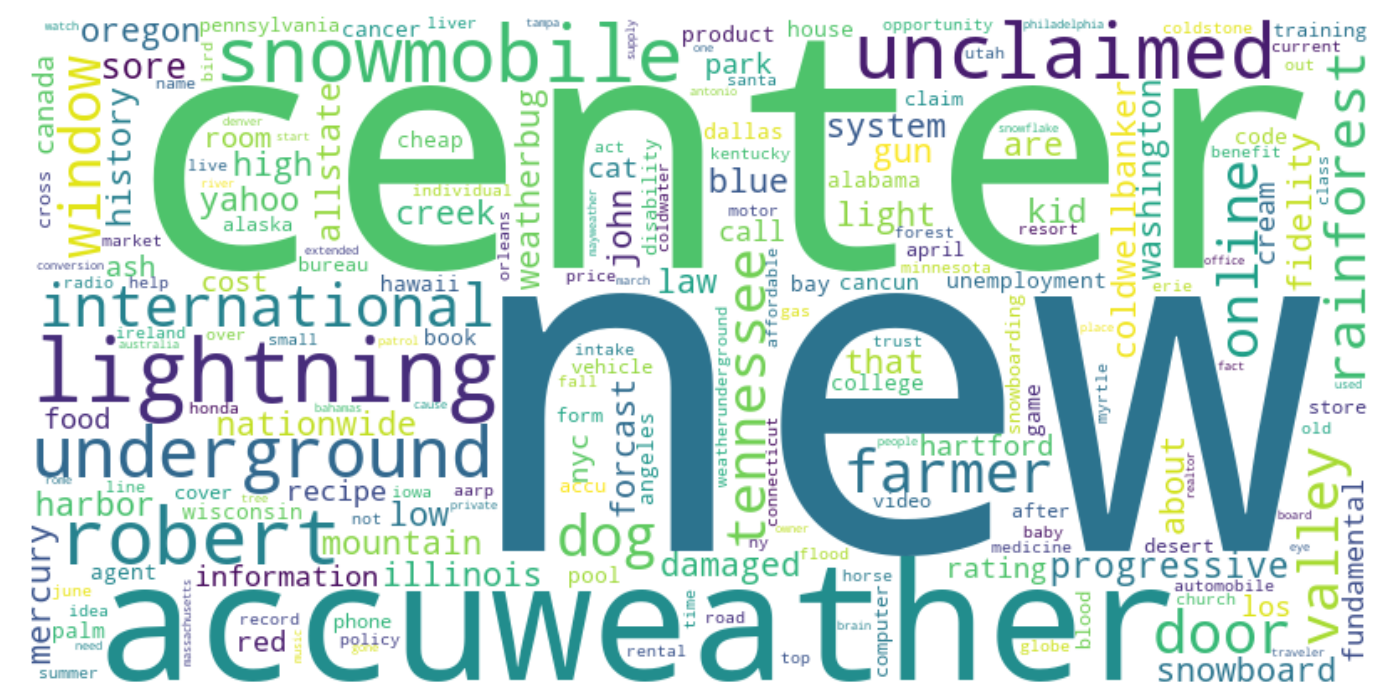 watch
oregon
pennsylvania
cancer
liver
tampa
supply
product
house
opportunity
philadelphia
coldstone
training
canada
window
sore
bird
snowmobile
one
park
santa
unclaimed
utah
current
out
name
history
center
antonio
claim
rainforest
denver
start
room
high
allstate
cheap
weatherbug
act
cat
disability
dallas
kentucky
system
gun
snowflake
are
coldwellbanker
washington
code
benefit
cross
live
river
yahoo
alaska
individual
creek
mayweather
john
coldwater
blue
motor
alabama
light
kid
resort
online
cream
fidelity
class
market
extended
bureau
orleans
call
forest
april
minnesota
office
conversion
ash
radio
help
cost
hawaii
price
march
law
bay
cancun
unemployment
erie
international
ireland
australia
over
small
patrol
book
new
tennessee
affordable
gas
snowboarding
place
lightning
intake
vehicle
fall
trust
that
college
fact
used
food
honda
bahamas
cause
nationwide
form
forcast
angeles
weatherunderground
game
myrtle
store
old
underground
nyc
accu
connecticut
people
hartford
farmer
video
about
realtor
valley
fundamental
rome
line
harbor
cover
tree
wisconsin
recipe
iowa
aarp
private
not
low
owner
after
baby
medicine
board
mercury
robert
mountain
dog
ny
flood
desert
eye
agent
information
illinois
pool
damaged
horse
rating
progressive
automobile
june
idea
palm
need
massachusetts
accuweather
record
red
music
phone
policy
gone
time
road
rental
top
brain
computer
globe
blood
church
los
door
traveler
summer
snowboard